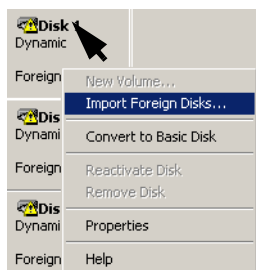 Disk 1
Dynamic
Foreign
New Volume...
Import Foreign Disks...
Dis
Dynami
Convert to Basic Disk
Foreign
Reactivate Disk
Remove Disk
Dis
Dynami
Properties
Foreign
Help